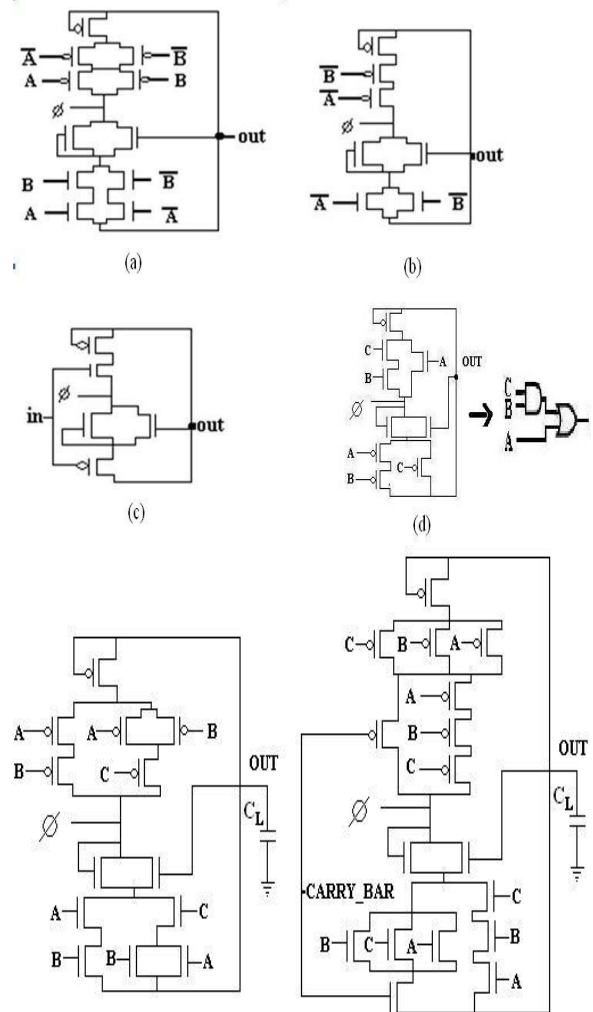 A̅ B̅
A B
∅
out
B B̅
A A̅
(a)
B̅
A̅
∅
out
A̅ B̅
(b)
in ∅ out
(c)
C A OUT
B
∅
A C
B
C
B
A
(d)
A A B
B C
OUT
∅ C_L
A C
B B A
C B A
A
B
C
OUT
∅ C_L
CARRY_BAR
B C A
C
B
A